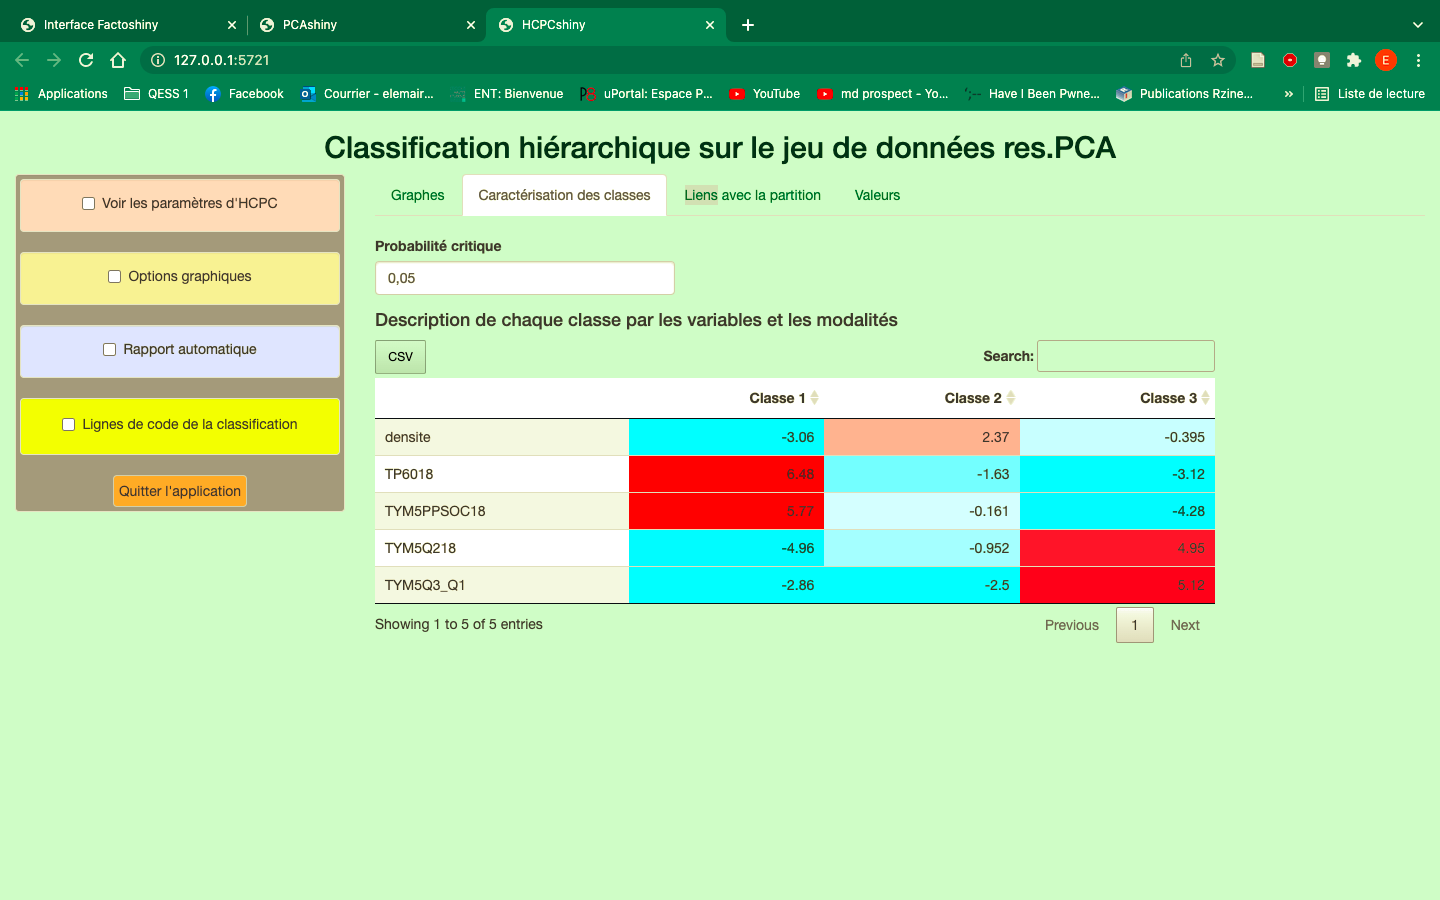 Interface Factoshiny
PCAshiny
HCPCshiny
127.0.0.1:5721
E
Applications
QESS 1
Facebook
Courrier - elemair...
ENT: Bienvenue
uPortal: Espace P...
YouTube
md prospect - Yo...
Have I Been Pwne...
Publications Rzine...
»
Liste de lecture
Classification hiérarchique sur le jeu de données res.PCA
Voir les paramètres d'HCPC
Options graphiques
Rapport automatique
Lignes de code de la classification
Quitter l'application
Graphes Caractérisation des classes Liens avec la partition Valeurs
Probabilité critique
0,05
Description de chaque classe par les variables et les modalités
CSV Search:
Classe 1 Classe 2 Classe 3
densite -3.06 2.37 -0.395
TP6018 6.48 -1.63 -3.12
TYM5PPSOC18 5.77 -0.161 -4.28
TYM5Q218 -4.96 -0.952 4.95
TYM5Q3_Q1 -2.86 -2.5 5.12
Showing 1 to 5 of 5 entries Previous 1 Next